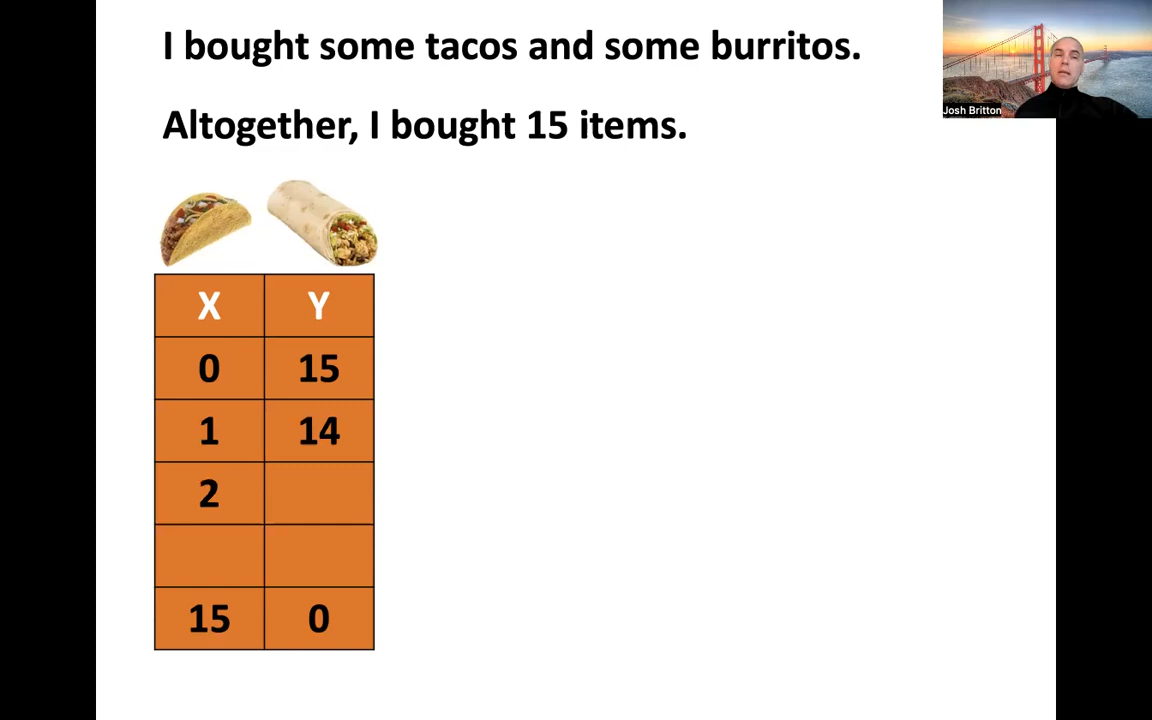 I bought some tacos and some burritos.
Josh Britton
Altogether, I bought 15 items.
X Y
0 15
1 14
2
15 0